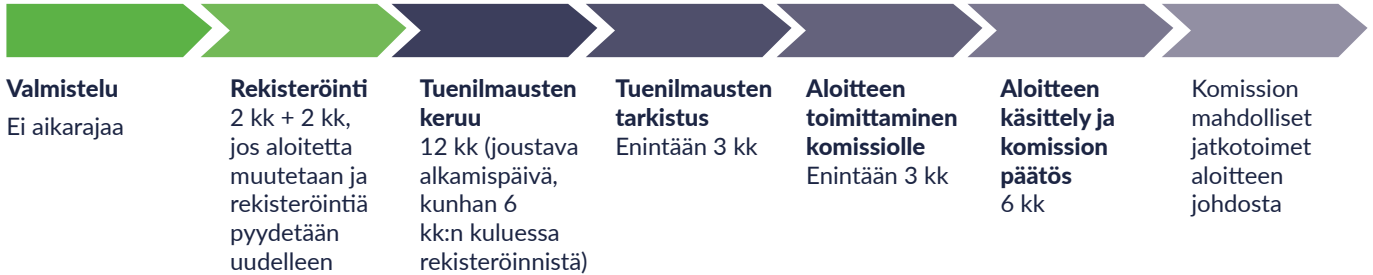 Valmistelu
Ei aikarajaa
Rekisteröinti
2 kk + 2 kk,
jos aloitetta
muutetaan ja
rekisteröintiä
pyydetään
uudelleen
Tuenilmausten
keruu
12 kk (joustava
alkamispäivä,
kunhan 6
kk:n kuluessa
rekisteröinnistä)
Tuenilmausten
tarkistus
Enintään 3 kk
Aloitteen
toimittaminen
komissiolle
Enintään 3 kk
Aloitteen
käsittely ja
komission
päätös
6 kk
Komission
mahdolliset
jatkotoimet
aloitteen
johdosta